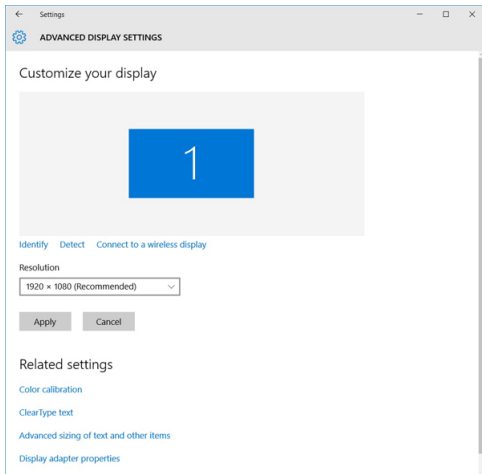 Settings
ADVANCED DISPLAY SETTINGS
Customize your display
1
Identify Detect Connect to a wireless display
Resolution
1920 × 1080 (Recommended)
Apply Cancel
Related settings
Color calibration
ClearType text
Advanced sizing of text and other items
Display adapter properties